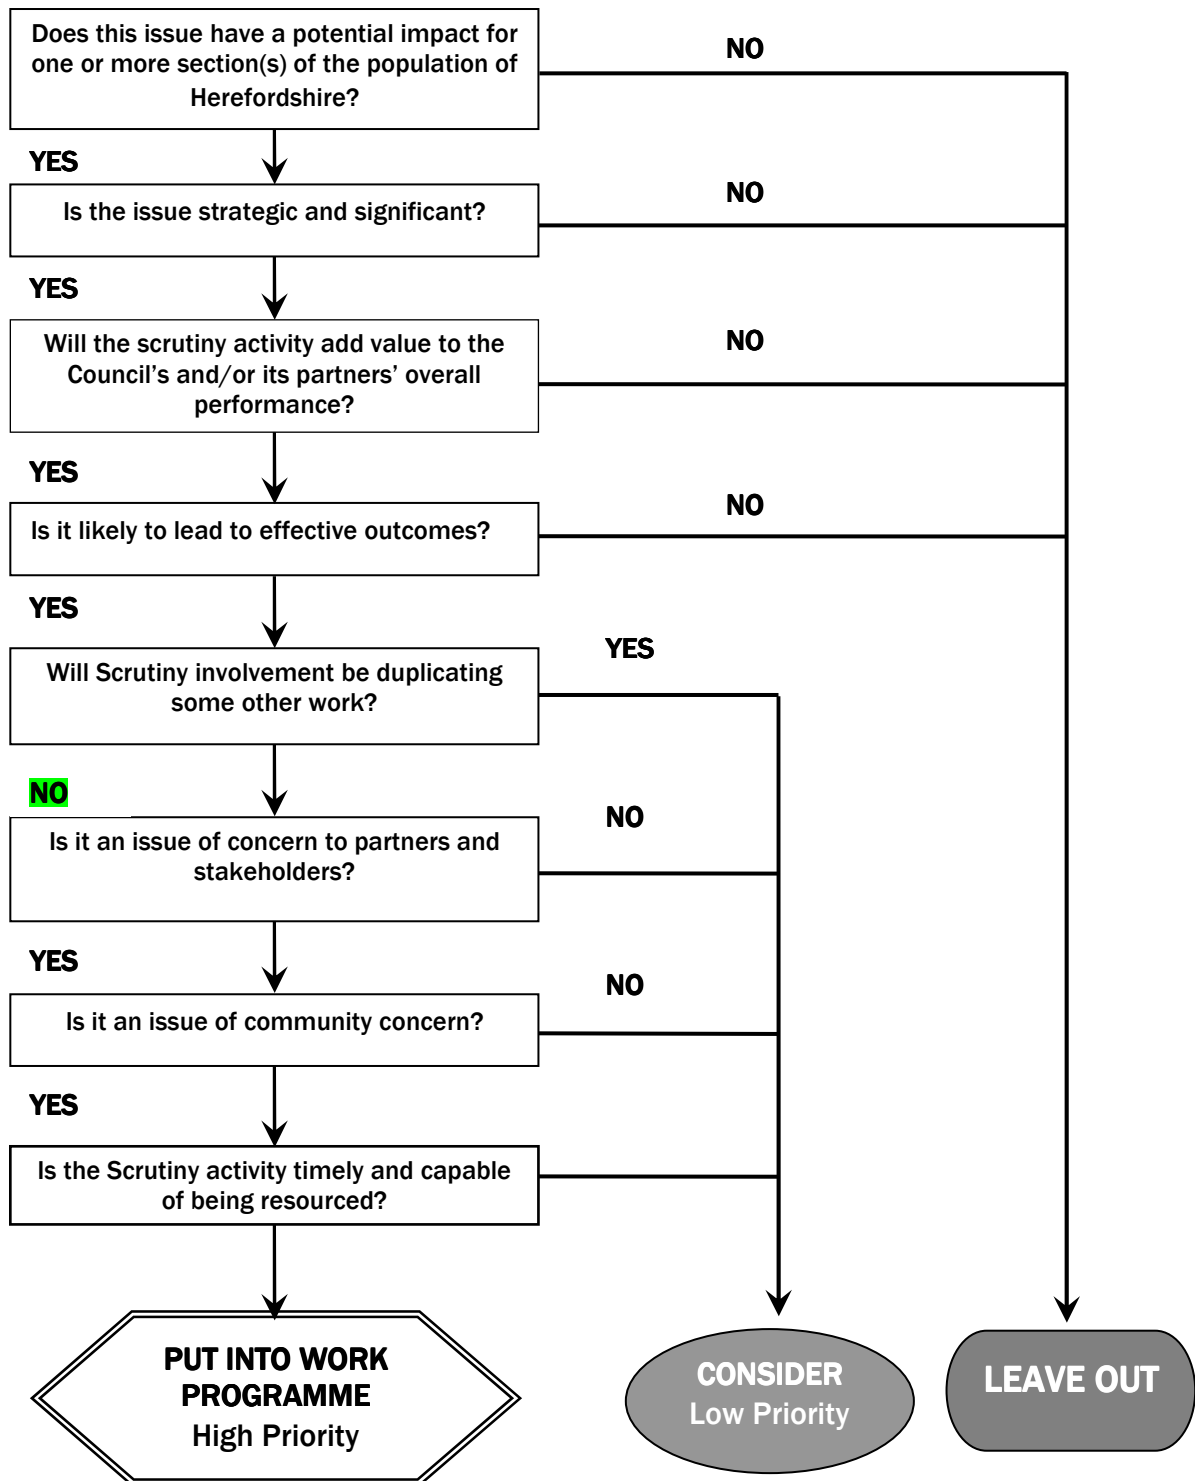 Does this issue have a potential impact for
one or more section(s) of the population of
Herefordshire?
NO
YES
Is the issue strategic and significant?
NO
YES
Will the scrutiny activity add value to the
Council’s and/or its partners’ overall
performance?
NO
YES
Is it likely to lead to effective outcomes?
NO
YES
Will Scrutiny involvement be duplicating
some other work?
YES
NO
Is it an issue of concern to partners and
stakeholders?
NO
YES
Is it an issue of community concern?
NO
YES
Is the Scrutiny activity timely and capable
of being resourced?
PUT INTO WORK
PROGRAMME
High Priority
CONSIDER
Low Priority
LEAVE OUT